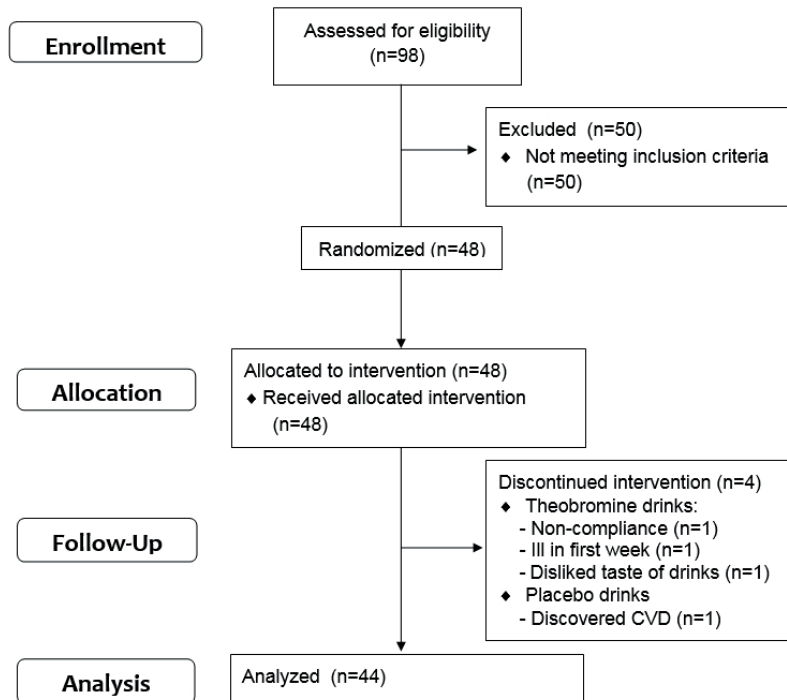 Enrollment
Assessed for eligibility
(n=98)
Excluded (n=50)
♦ Not meeting inclusion criteria
(n=50)
Randomized (n=48)
Allocation
Allocated to intervention (n=48)
♦ Received allocated intervention
(n=48)
Follow-Up
Discontinued intervention (n=4)
♦ Theobromine drinks:
- Non-compliance (n=1)
- Ill in first week (n=1)
- Disliked taste of drinks (n=1)
♦ Placebo drinks
- Discovered CVD (n=1)
Analysis
Analyzed (n=44)